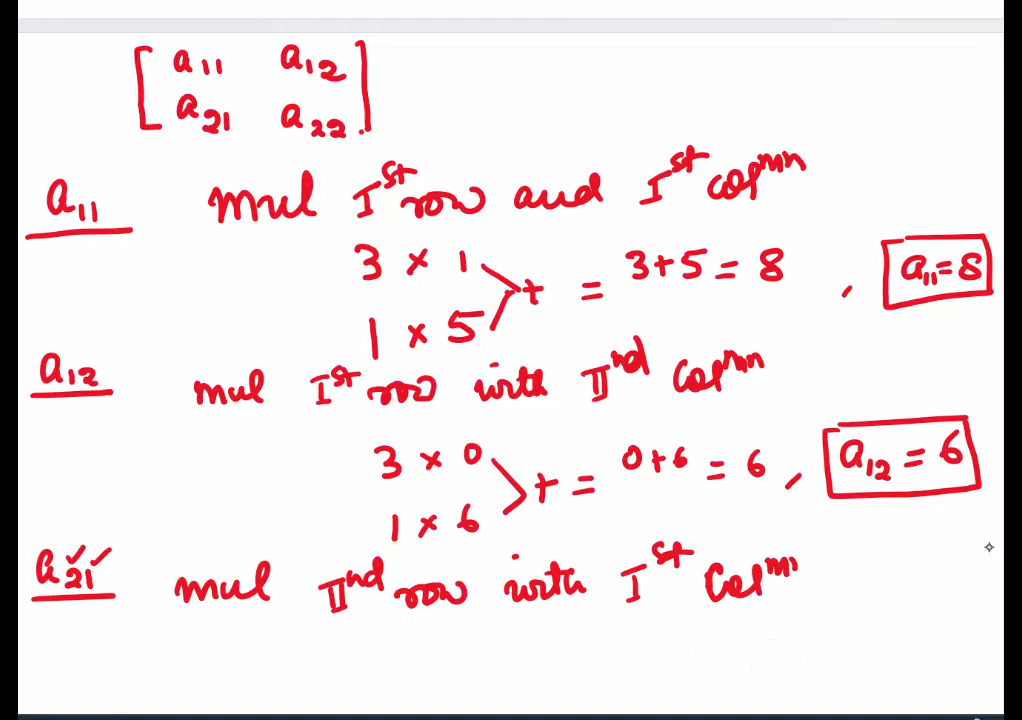 a11 a12
a21 a22
a11 mul Ist row and Ist colmn
3 × 1
+ = 3+5 = 8 , a11=8
1 × 5
a12 mul Ist row with IInd Colmn
3 × 0
+ = 0+6 = 6 , a12 = 6
1 × 6
a21 mul IInd row with Ist Colm